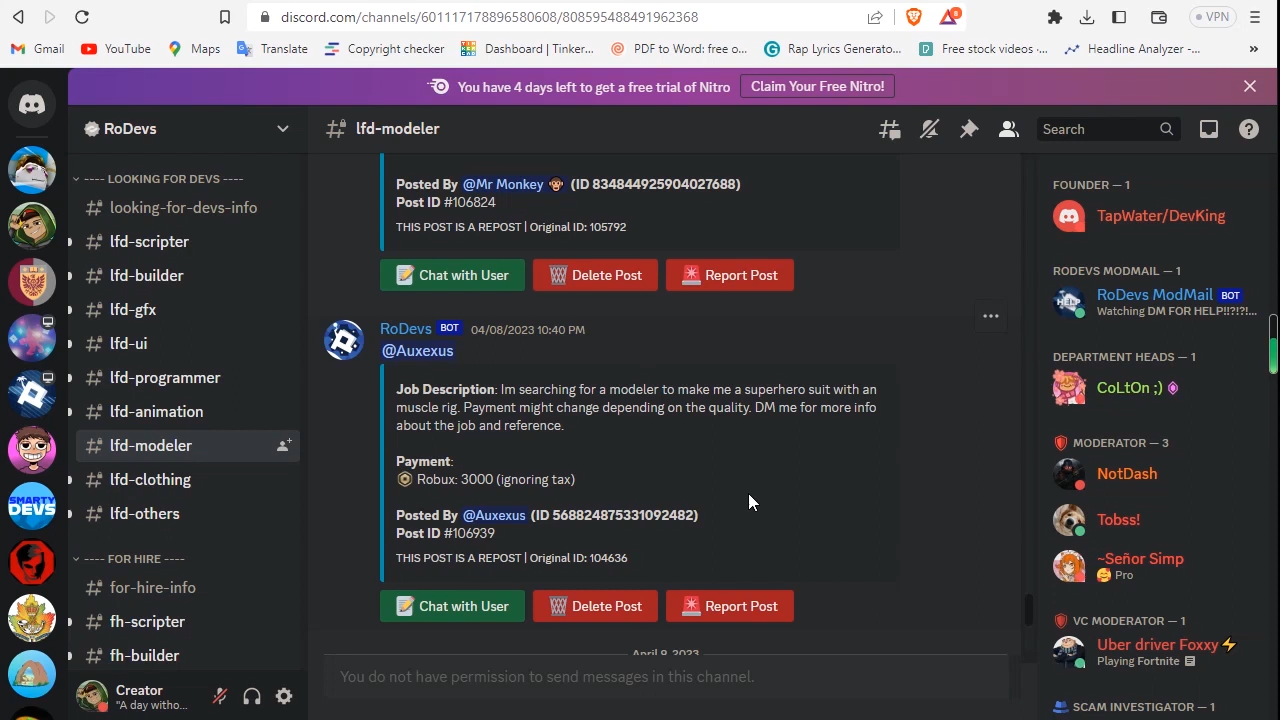 discord.com/channels/601117178896580608/808595488491962368
8
VPN
Gmail
YouTube
Maps
Translate
Copyright checker
Dashboard | Tinker...
PDF to Word: free o...
Rap Lyrics Generato...
Free stock videos ·...
Headline Analyzer -...
You have 4 days left to get a free trial of Nitro
Claim Your Free Nitro!
RoDevs
lfd-modeler
Search
---- LOOKING FOR DEVS ----
looking-for-devs-info
lfd-scripter
lfd-builder
lfd-gfx
lfd-ui
lfd-programmer
lfd-animation
lfd-modeler
lfd-clothing
lfd-others
---- FOR HIRE ----
for-hire-info
fh-scripter
fh-builder
SMARTY
DEVS
Creator
"A day witho...
Posted By @Mr Monkey 🐵 (ID 834844925904027688)
Post ID #106824
THIS POST IS A REPOST | Original ID: 105792
Chat with User
Delete Post
Report Post
RoDevs BOT 04/08/2023 10:40 PM
@Auxexus
Job Description: Im searching for a modeler to make me a superhero suit with an
muscle rig. Payment might change depending on the quality. DM me for more info
about the job and reference.
Payment:
Robux: 3000 (ignoring tax)
Posted By @Auxexus (ID 568824875331092482)
Post ID #106939
THIS POST IS A REPOST | Original ID: 104636
Chat with User
Delete Post
Report Post
April 9, 2023
You do not have permission to send messages in this channel.
FOUNDER — 1
TapWater/DevKing
RODEVS MODMAIL — 1
HELP
RoDevs ModMail BOT
Watching DM FOR HELP!!?!?!...
DEPARTMENT HEADS — 1
CoLtOn ;)
MODERATOR — 3
NotDash
Tobss!
~Señor Simp
🥰 Pro
VC MODERATOR — 1
Uber driver Foxxy⚡
Playing Fortnite
SCAM INVESTIGATOR — 1